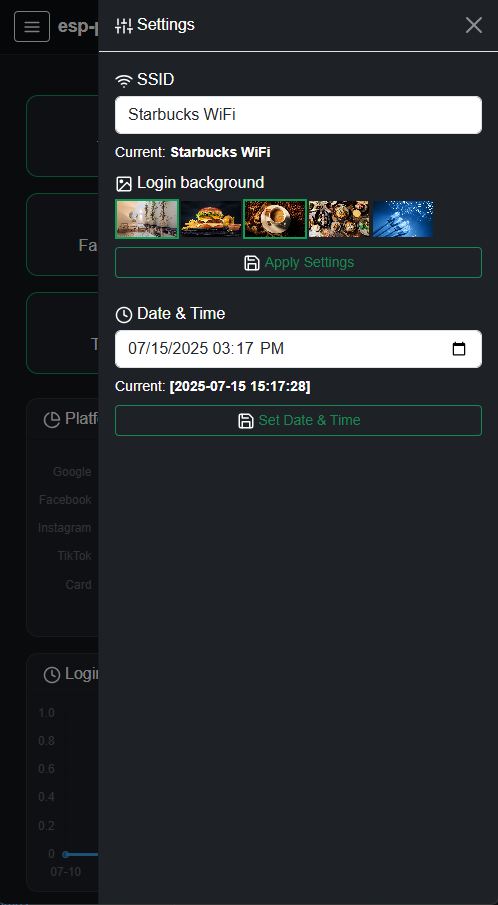 esp-p
Settings
SSID
Starbucks WiFi
Current: Starbucks WiFi
Login background
Apply Settings
Fa
Date & Time
07/15/2025 03:17 PM
T
Current: [2025-07-15 15:17:28]
Platf
Set Date & Time
Google
Facebook
Instagram
TikTok
Card
Login
1.0
0.8
0.6
0.4
0.2
0
07-10